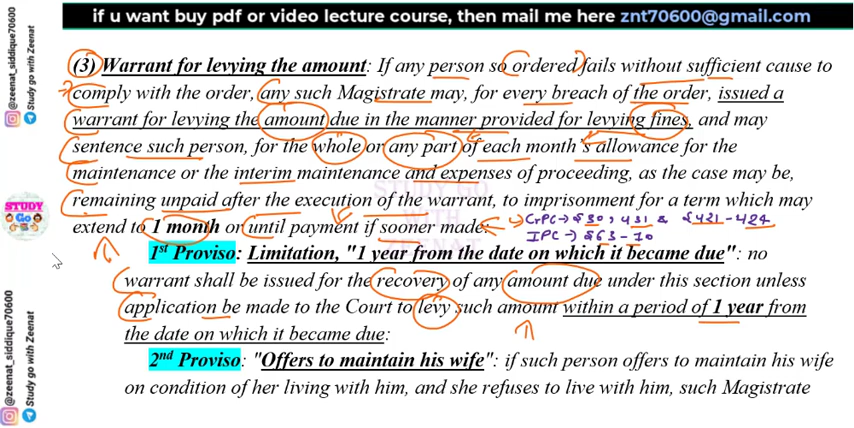 if u want buy pdf or video lecture course, then mail me here znt70600@gmail.com
@zeenat_siddique70600
Study go with Zeenat
(3) Warrant for levying the amount: If any person so ordered fails without sufficient cause to
comply with the order, any such Magistrate may, for every breach of the order, issued a
warrant for levying the amount due in the manner provided for levying fines, and may
sentence such person, for the whole or any part of each month's allowance for the
maintenance or the interim maintenance and expenses of proceeding, as the case may be,
remaining unpaid after the execution of the warrant, to imprisonment for a term which may
extend to 1 month or until payment if sooner made:
CrPC → §30, 431 & §421-424
IPC → §63-70
STUDY
Go
STUDY GO
WITH
ZEENAT
1st Proviso: Limitation, "1 year from the date on which it became due": no
warrant shall be issued for the recovery of any amount due under this section unless
application be made to the Court to levy such amount within a period of 1 year from
the date on which it became due:
2nd Proviso: "Offers to maintain his wife": if such person offers to maintain his wife
on condition of her living with him, and she refuses to live with him, such Magistrate
@zeenat_siddique70600
Study go with Zeenat